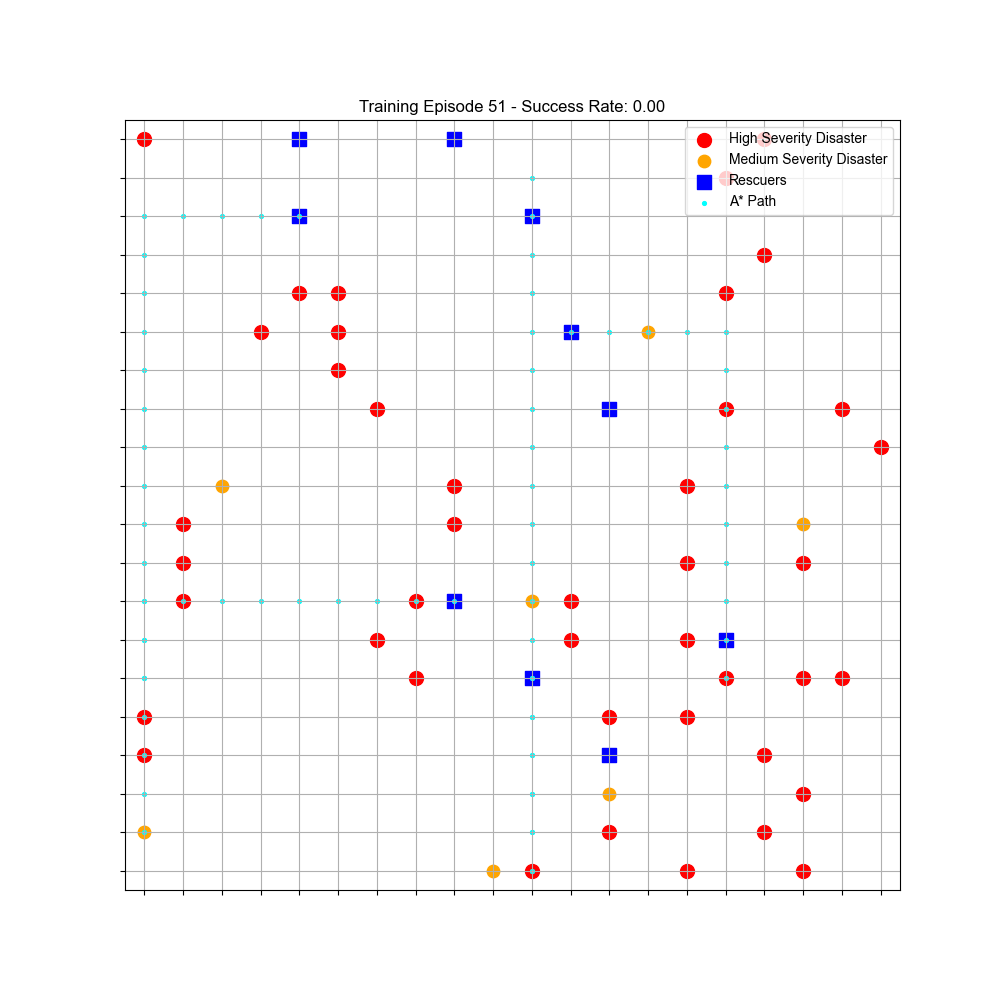 Training Episode 51 - Success Rate: 0.00
High Severity Disaster
Medium Severity Disaster
Rescuers
A* Path